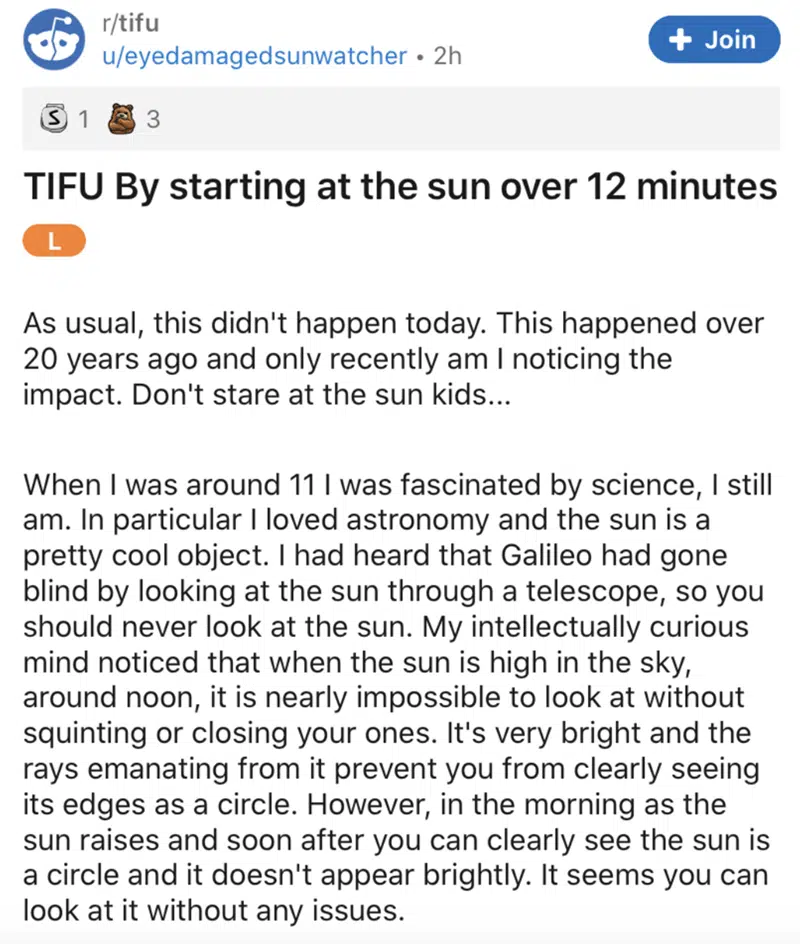 r/tifu
u/eyedamagedsunwatcher • 2h
+ Join
S 1 3
TIFU By starting at the sun over 12 minutes
L
As usual, this didn't happen today. This happened over
20 years ago and only recently am I noticing the
impact. Don't stare at the sun kids...
When I was around 11 I was fascinated by science, I still
am. In particular I loved astronomy and the sun is a
pretty cool object. I had heard that Galileo had gone
blind by looking at the sun through a telescope, so you
should never look at the sun. My intellectually curious
mind noticed that when the sun is high in the sky,
around noon, it is nearly impossible to look at without
squinting or closing your ones. It's very bright and the
rays emanating from it prevent you from clearly seeing
its edges as a circle. However, in the morning as the
sun raises and soon after you can clearly see the sun is
a circle and it doesn't appear brightly. It seems you can
look at it without any issues.